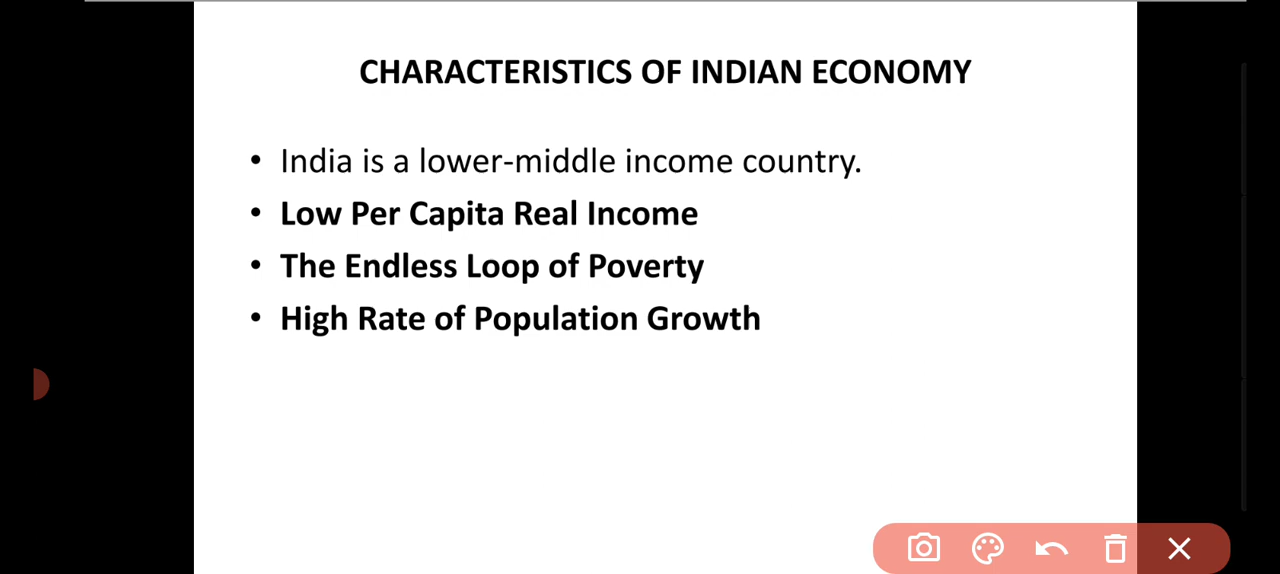 CHARACTERISTICS OF INDIAN ECONOMY
• India is a lower-middle income country.
• Low Per Capita Real Income
• The Endless Loop of Poverty
• High Rate of Population Growth